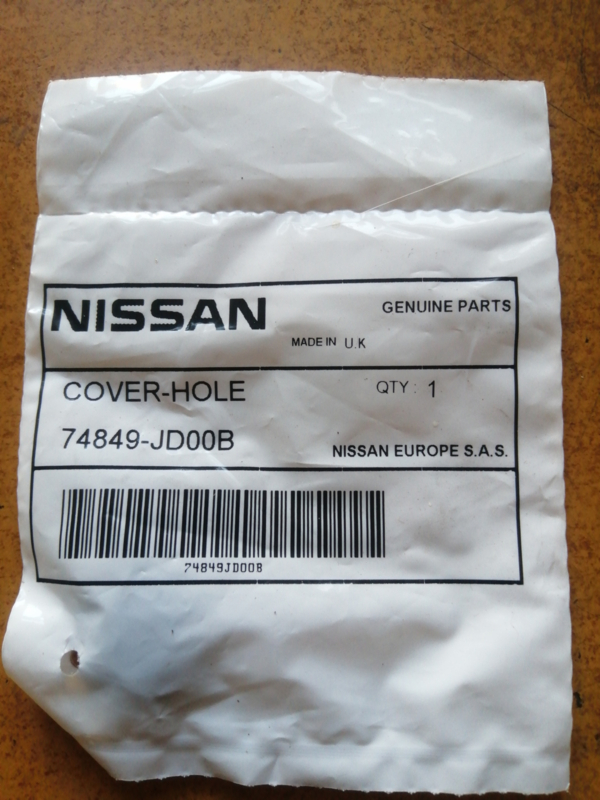 NISSAN
GENUINE PARTS
MADE IN U.K
COVER-HOLE
QTY: 1
74849-JD00B
NISSAN EUROPE S.A.S.
74849JD00B